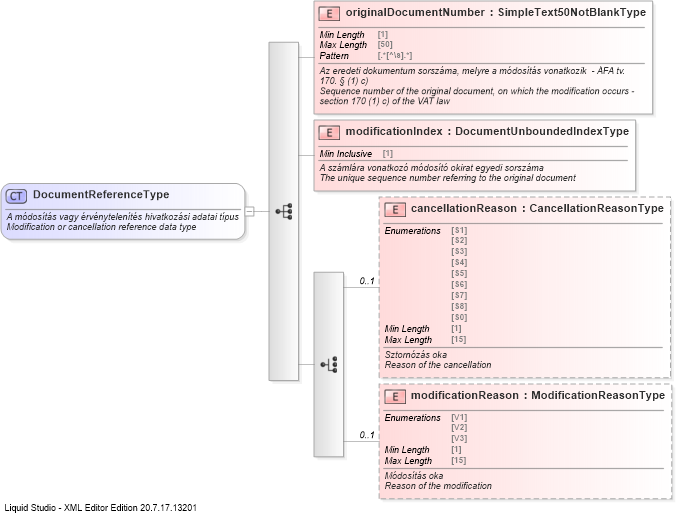 E originalDocumentNumber : SimpleText50NotBlankType
Min Length [1]
Max Length [50]
Pattern [.*[^\s].*]
Az eredeti dokumentum sorszáma, melyre a módosítás vonatkozik - ÁFA tv.
170. § (1) c)
Sequence number of the original document, on which the modification occurs -
section 170 (1) c) of the VAT law
E modificationIndex : DocumentUnboundedIndexType
Min Inclusive [1]
A számlára vonatkozó módosító okirat egyedi sorszáma
The unique sequence number referring to the original document
CT DocumentReferenceType
A módosítás vagy érvénytelenítés hivatkozási adatai típus
Modification or cancellation reference data type
E cancellationReason : CancellationReasonType
Enumerations [S1]
[S2]
[S3]
[S4]
[S5]
[S6]
[S7]
[S8]
[S0]
0..1
Min Length [1]
Max Length [15]
Sztornózás oka
Reason of the cancellation
E modificationReason : ModificationReasonType
Enumerations [V1]
[V2]
[V3]
0..1
Min Length [1]
Max Length [15]
Módosítás oka
Reason of the modification
Liquid Studio - XML Editor Edition 20.7.17.13201